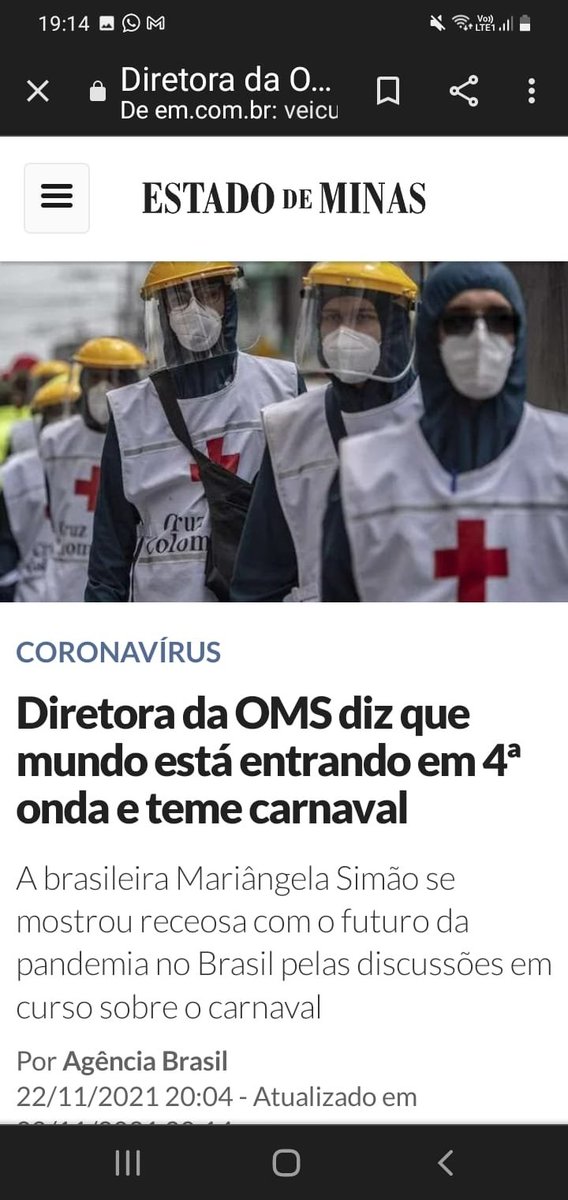 19:14
Vo))
LTE1
Diretora da O...
De em.com.br: veicu
ESTADO DE MINAS
Cruz
Colom
CORONAVÍRUS
Diretora da OMS diz que
mundo está entrando em 4ª
onda e teme carnaval
A brasileira Mariângela Simão se
mostrou receosa com o futuro da
pandemia no Brasil pelas discussões em
curso sobre o carnaval
Por Agência Brasil
22/11/2021 20:04 - Atualizado em